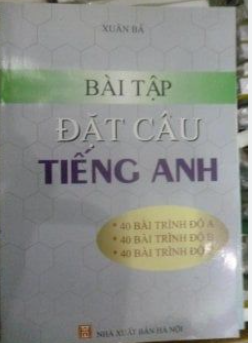 XUÂN BÁ
BÀI TẬP
ĐẶT CÂU
TIẾNG ANH
* 40 BÀI TRÌNH ĐỘ A
* 40 BÀI TRÌNH ĐỘ B
* 40 BÀI TRÌNH ĐỘ
NHÀ XUẤT BẢN HÀ NỘI